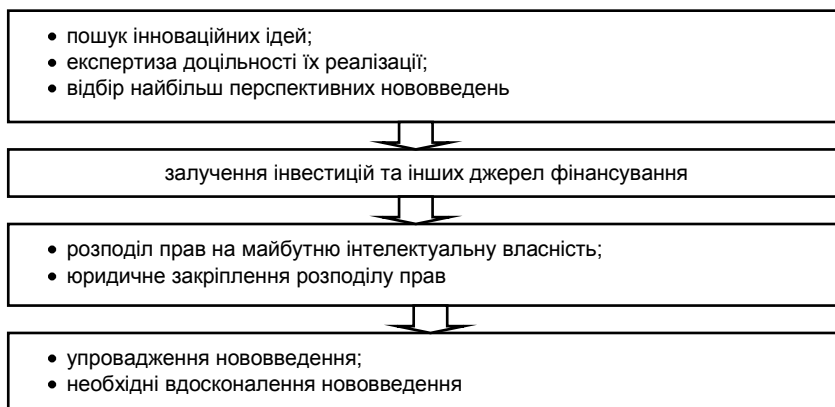 • пошук інноваційних ідей;
• експертиза доцільності їх реалізації;
• відбір найбільш перспективних нововведень
залучення інвестицій та інших джерел фінансування
• розподіл прав на майбутню інтелектуальну власність;
• юридичне закріплення розподілу прав
• упровадження нововведення;
• необхідні вдосконалення нововведення